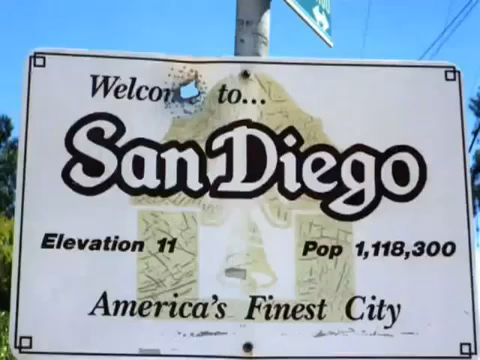 Welcome to...
San Diego
Elevation 11 Pop 1,118,300
America's Finest City